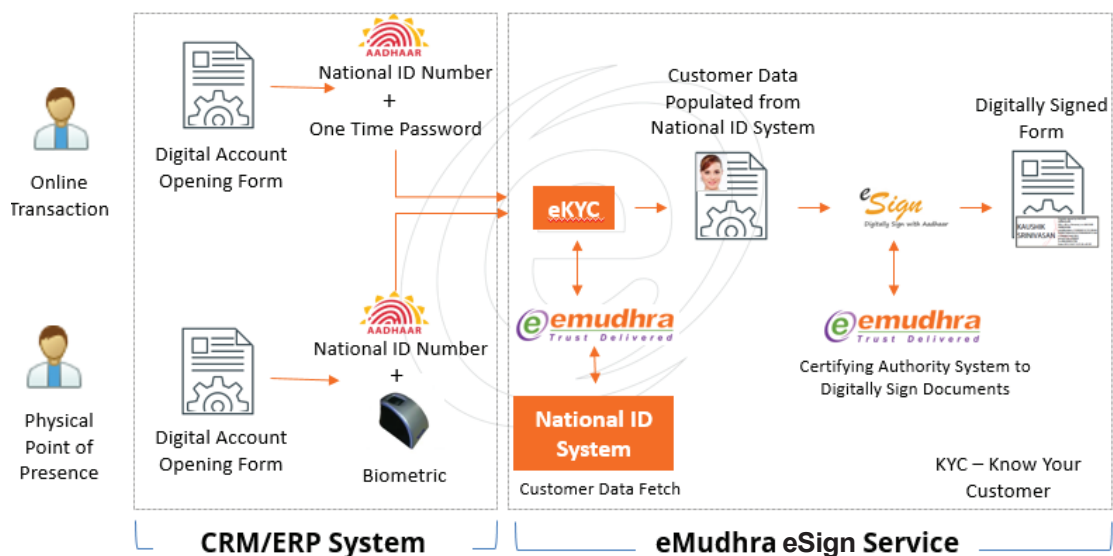 Online
Transaction
Digital Account
Opening Form
AADHAAR
National ID Number
+
One Time Password
Physical
Point of
Presence
Digital Account
Opening Form
AADHAAR
National ID Number
+
Biometric
CRM/ERP System
eKYC
emudhra
Trust Delivered
National ID
System
Customer Data Fetch
Customer Data
Populated from
National ID System
eSign
Digitally Sign with Aadhaar
emudhra
Trust Delivered
Certifying Authority System to
Digitally Sign Documents
Digitally Signed
Form
KAUSHIK
SRINIVASAN
KYC – Know Your
Customer
eMudhra eSign Service